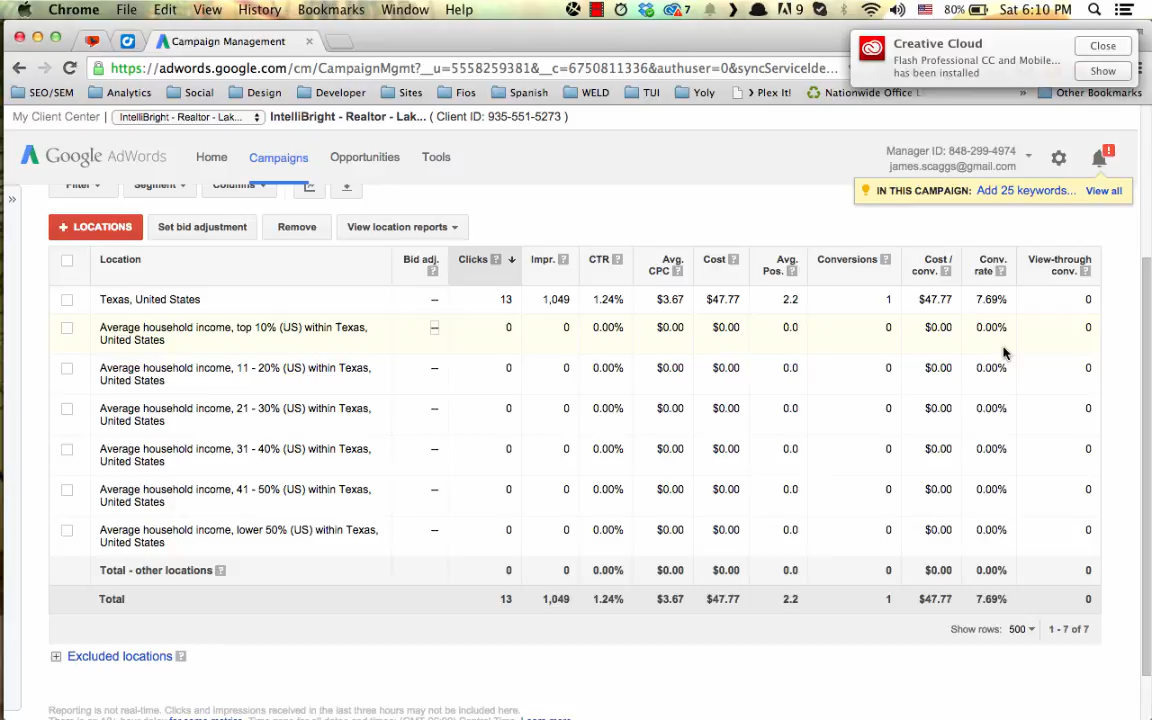 Chrome File Edit View History Bookmarks Window Help 7 9 80% Sat 6:10 PM
Campaign Management
Creative Cloud
Flash Professional CC and Mobile...
has been installed
Close
Show
https://adwords.google.com/cm/CampaignMgmt?__u=5558259381&__c=6750811336&authuser=0&syncServiceIde...
SEO/SEM Analytics Social Design Developer Sites Fios Spanish WELD TUI Yoly > Plex It! Nationwide Office » Other Bookmarks
My Client Center | IntelliBright - Realtor - Lak... IntelliBright - Realtor - Lak... ( Client ID: 935-551-5273 )
Google AdWords Home Campaigns Opportunities Tools
Manager ID: 848-299-4974
james.scaggs@gmail.com
!
IN THIS CAMPAIGN: Add 25 keywords... View all
»
Filter Segment Columns
+ LOCATIONS Set bid adjustment Remove View location reports
Location Bid adj. ? Clicks ? Impr. ? CTR ? Avg. CPC ? Cost ? Avg. Pos. ? Conversions ? Cost / conv. ? Conv. rate ? View-through conv. ?
Texas, United States -- 13 1,049 1.24% $3.67 $47.77 2.2 1 $47.77 7.69% 0
Average household income, top 10% (US) within Texas, -- 0 0 0.00% $0.00 $0.00 0.0 0 $0.00 0.00% 0
United States
Average household income, 11 - 20% (US) within Texas, -- 0 0 0.00% $0.00 $0.00 0.0 0 $0.00 0.00% 0
United States
Average household income, 21 - 30% (US) within Texas, -- 0 0 0.00% $0.00 $0.00 0.0 0 $0.00 0.00% 0
United States
Average household income, 31 - 40% (US) within Texas, -- 0 0 0.00% $0.00 $0.00 0.0 0 $0.00 0.00% 0
United States
Average household income, 41 - 50% (US) within Texas, -- 0 0 0.00% $0.00 $0.00 0.0 0 $0.00 0.00% 0
United States
Average household income, lower 50% (US) within Texas, -- 0 0 0.00% $0.00 $0.00 0.0 0 $0.00 0.00% 0
United States
Total - other locations ? 0 0 0.00% $0.00 $0.00 0.0 0 $0.00 0.00% 0
Total 13 1,049 1.24% $3.67 $47.77 2.2 1 $47.77 7.69% 0
Show rows: 500 1 - 7 of 7
Excluded locations ?
Reporting is not real-time. Clicks and impressions received in the last three hours may not be included here.